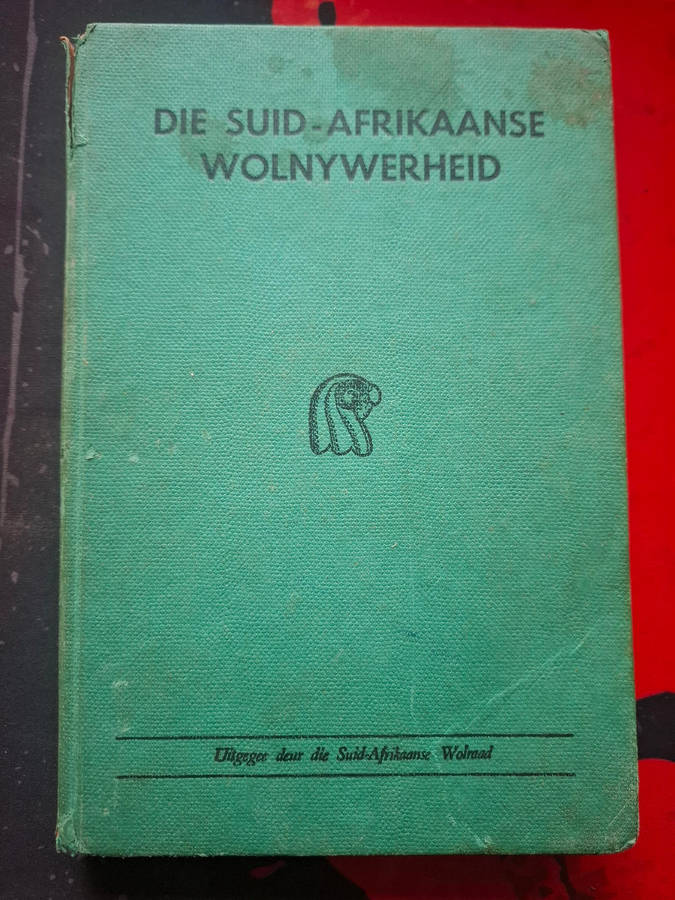 DIE SUID-AFRIKAANSE
WOLNYWERHEID
Uitgegee deur die Suid-Afrikaanse Wolraad